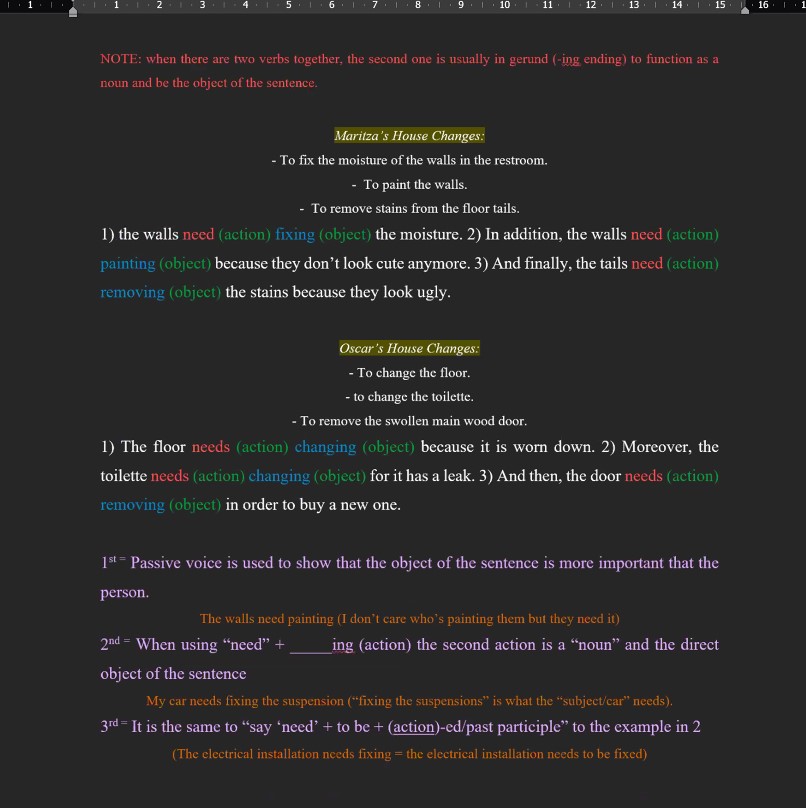 1 1 2 3 4 5 6 7 8 9 10 11 12 13 14 15 16
NOTE: when there are two verbs together, the second one is usually in gerund (-ing ending) to function as a
noun and be the object of the sentence.
Maritza's House Changes:
- To fix the moisture of the walls in the restroom.
- To paint the walls.
- To remove stains from the floor tails.
1) the walls need (action) fixing (object) the moisture. 2) In addition, the walls need (action)
painting (object) because they don't look cute anymore. 3) And finally, the tails need (action)
removing (object) the stains because they look ugly.
Oscar's House Changes:
- To change the floor.
- to change the toilette.
- To remove the swollen main wood door.
1) The floor needs (action) changing (object) because it is worn down. 2) Moreover, the
toilette needs (action) changing (object) for it has a leak. 3) And then, the door needs (action)
removing (object) in order to buy a new one.
1st = Passive voice is used to show that the object of the sentence is more important that the
person.
The walls need painting (I don't care who's painting them but they need it)
2nd = When using “need” + _____ing (action) the second action is a “noun” and the direct
object of the sentence
My car needs fixing the suspension (“fixing the suspensions” is what the “subject/car” needs).
3rd = It is the same to “say ‘need’ + to be + (action)-ed/past participle” to the example in 2
(The electrical installation needs fixing = the electrical installation needs to be fixed)